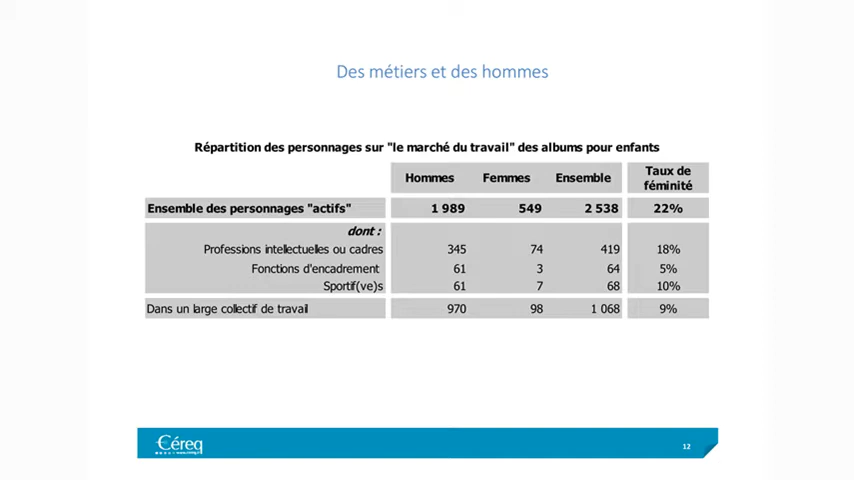 Des métiers et des hommes
Répartition des personnages sur "le marché du travail" des albums pour enfants
Hommes Femmes Ensemble Taux de féminité
Ensemble des personnages "actifs" 1 989 549 2 538 22%
dont :
Professions intellectuelles ou cadres 345 74 419 18%
Fonctions d'encadrement 61 3 64 5%
Sportif(ve)s 61 7 68 10%
Dans un large collectif de travail 970 98 1 068 9%
Céreq
12